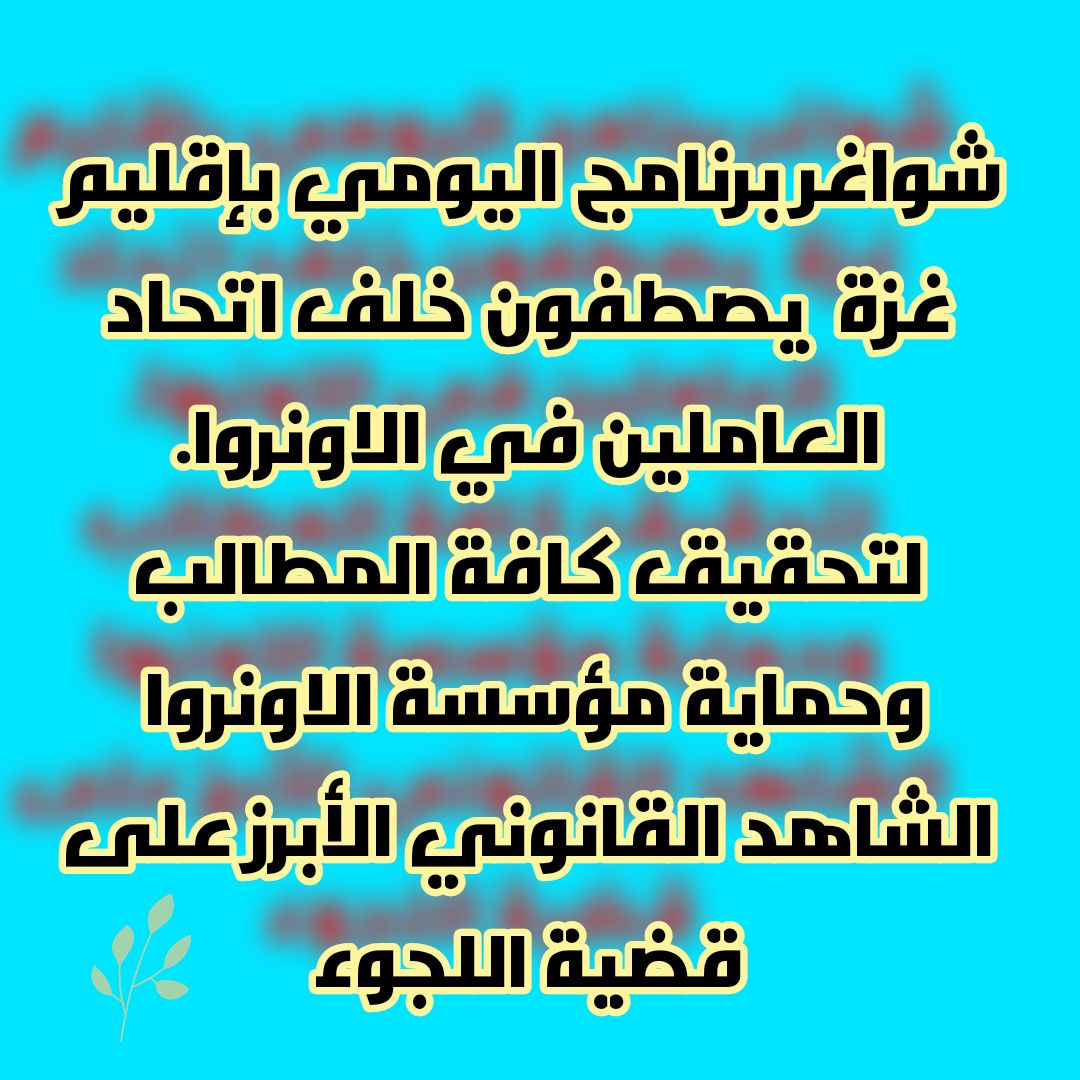 شواغر برنامج اليومي بإقليم
غزة يصطفون خلف اتحاد
العاملين في الاونروا.
لتحقيق كافة المطالب
وحماية مؤسسة الاونروا
الشاهد القانوني الأبرز على
قضية اللجوء